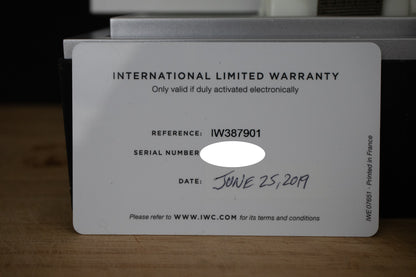 INTERNATIONAL LIMITED WARRANTY
Only valid if duly activated electronically
REFERENCE: IW387901
SERIAL NUMBER
DATE: JUNE 25, 2019
Please refer to WWW.IWC.COM for its terms and conditions
IWE07651 - Printed in France